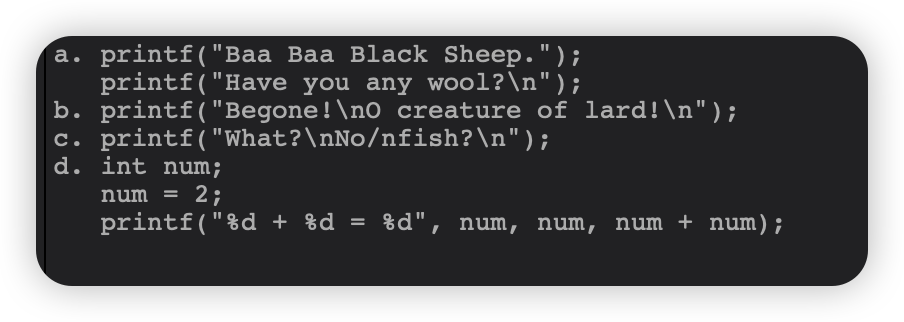 a. printf("Baa Baa Black Sheep.");
printf("Have you any wool?\n");
b. printf("Begone!\nO creature of lard!\n");
c. printf("What?\nNo/nfish?\n");
d. int num;
num = 2;
printf("%d + %d = %d", num, num, num + num);